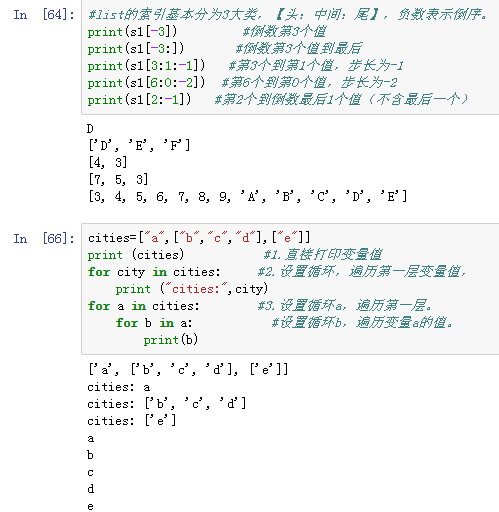 In [64]: #list的索引基本分为3大类，【头：中间：尾】，负数表示倒序。
print(s1[-3]) #倒数第3个值
print(s1[-3:]) #倒数第3个值到最后
print(s1[3:1:-1]) #第3个到第1个值，步长为-1
print(s1[6:0:-2]) #第6个到第0个值，步长为-2
print(s1[2:-1]) #第2个到倒数最后1个值（不含最后一个）
D
['D', 'E', 'F']
[4, 3]
[7, 5, 3]
[3, 4, 5, 6, 7, 8, 9, 'A', 'B', 'C', 'D', 'E']
In [66]: cities=["a",["b","c","d"],["e"]]
print (cities) #1.直接打印变量值
for city in cities: #2.设置循环，遍历第一层变量值，
print ("cities:",city)
for a in cities: #3.设置循环a，遍历第一层。
for b in a: #设置循环b，遍历变量a的值。
print(b)
['a', ['b', 'c', 'd'], ['e']]
cities: a
cities: ['b', 'c', 'd']
cities: ['e']
a
b
c
d
e